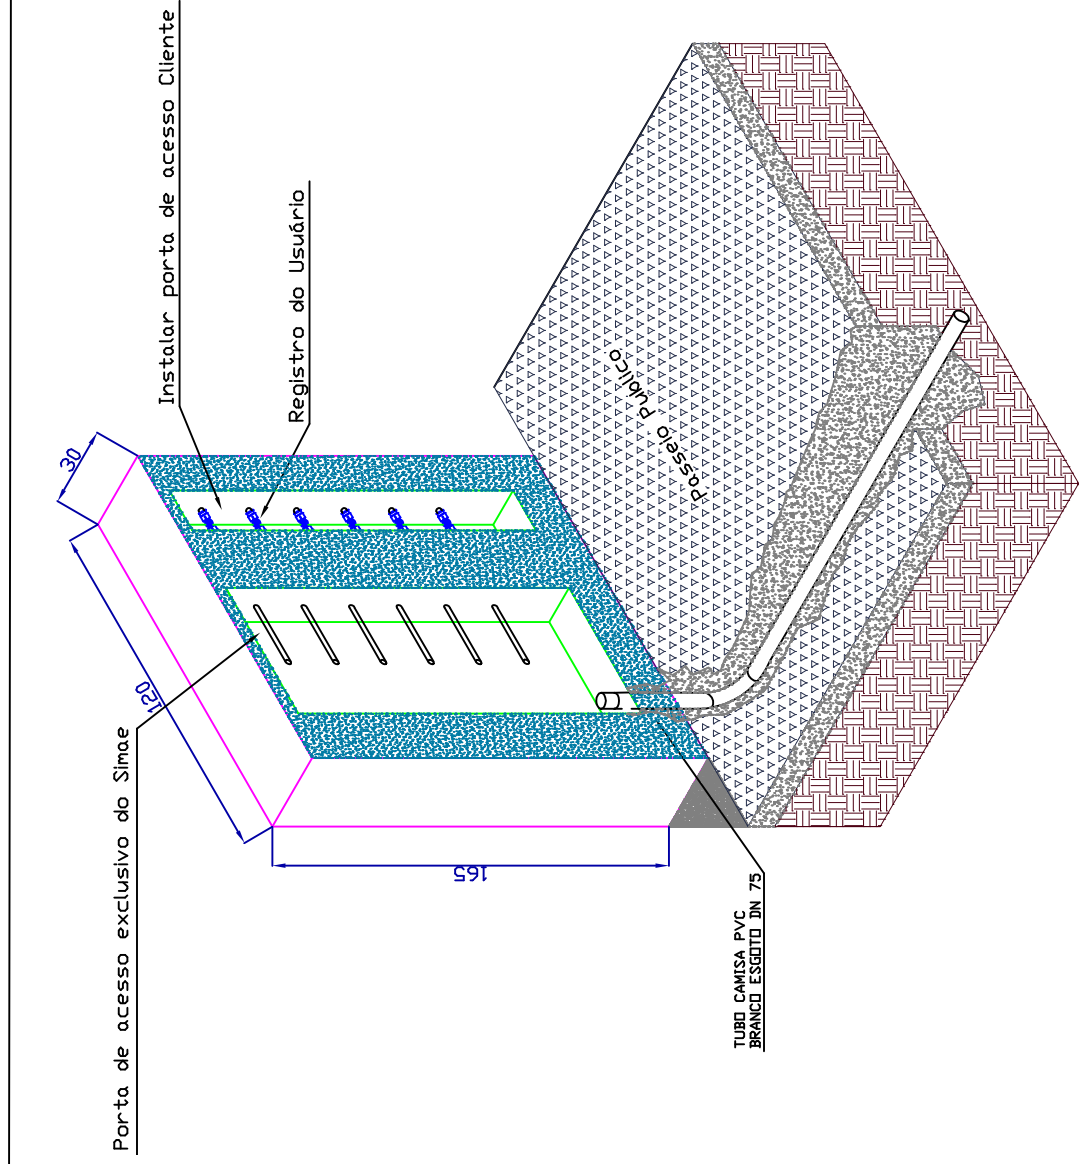 Instalar porta de acesso Cliente
Registro do Usuário
30
120
Porta de acesso exclusivo do Simae
165
Passeio Publico
TUBO CAMISA PVC
BRANCO ESGOTO DN 75